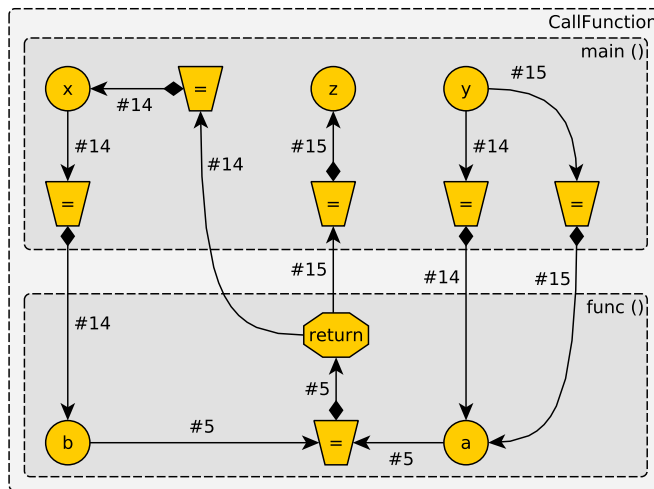 CallFunction
main ()
x
=
z
y
#15
#14
#14
#15
#14
#14
=
=
=
=
#15
#14
#15
#14
func ()
return
#5
b
#5
=
#5
a